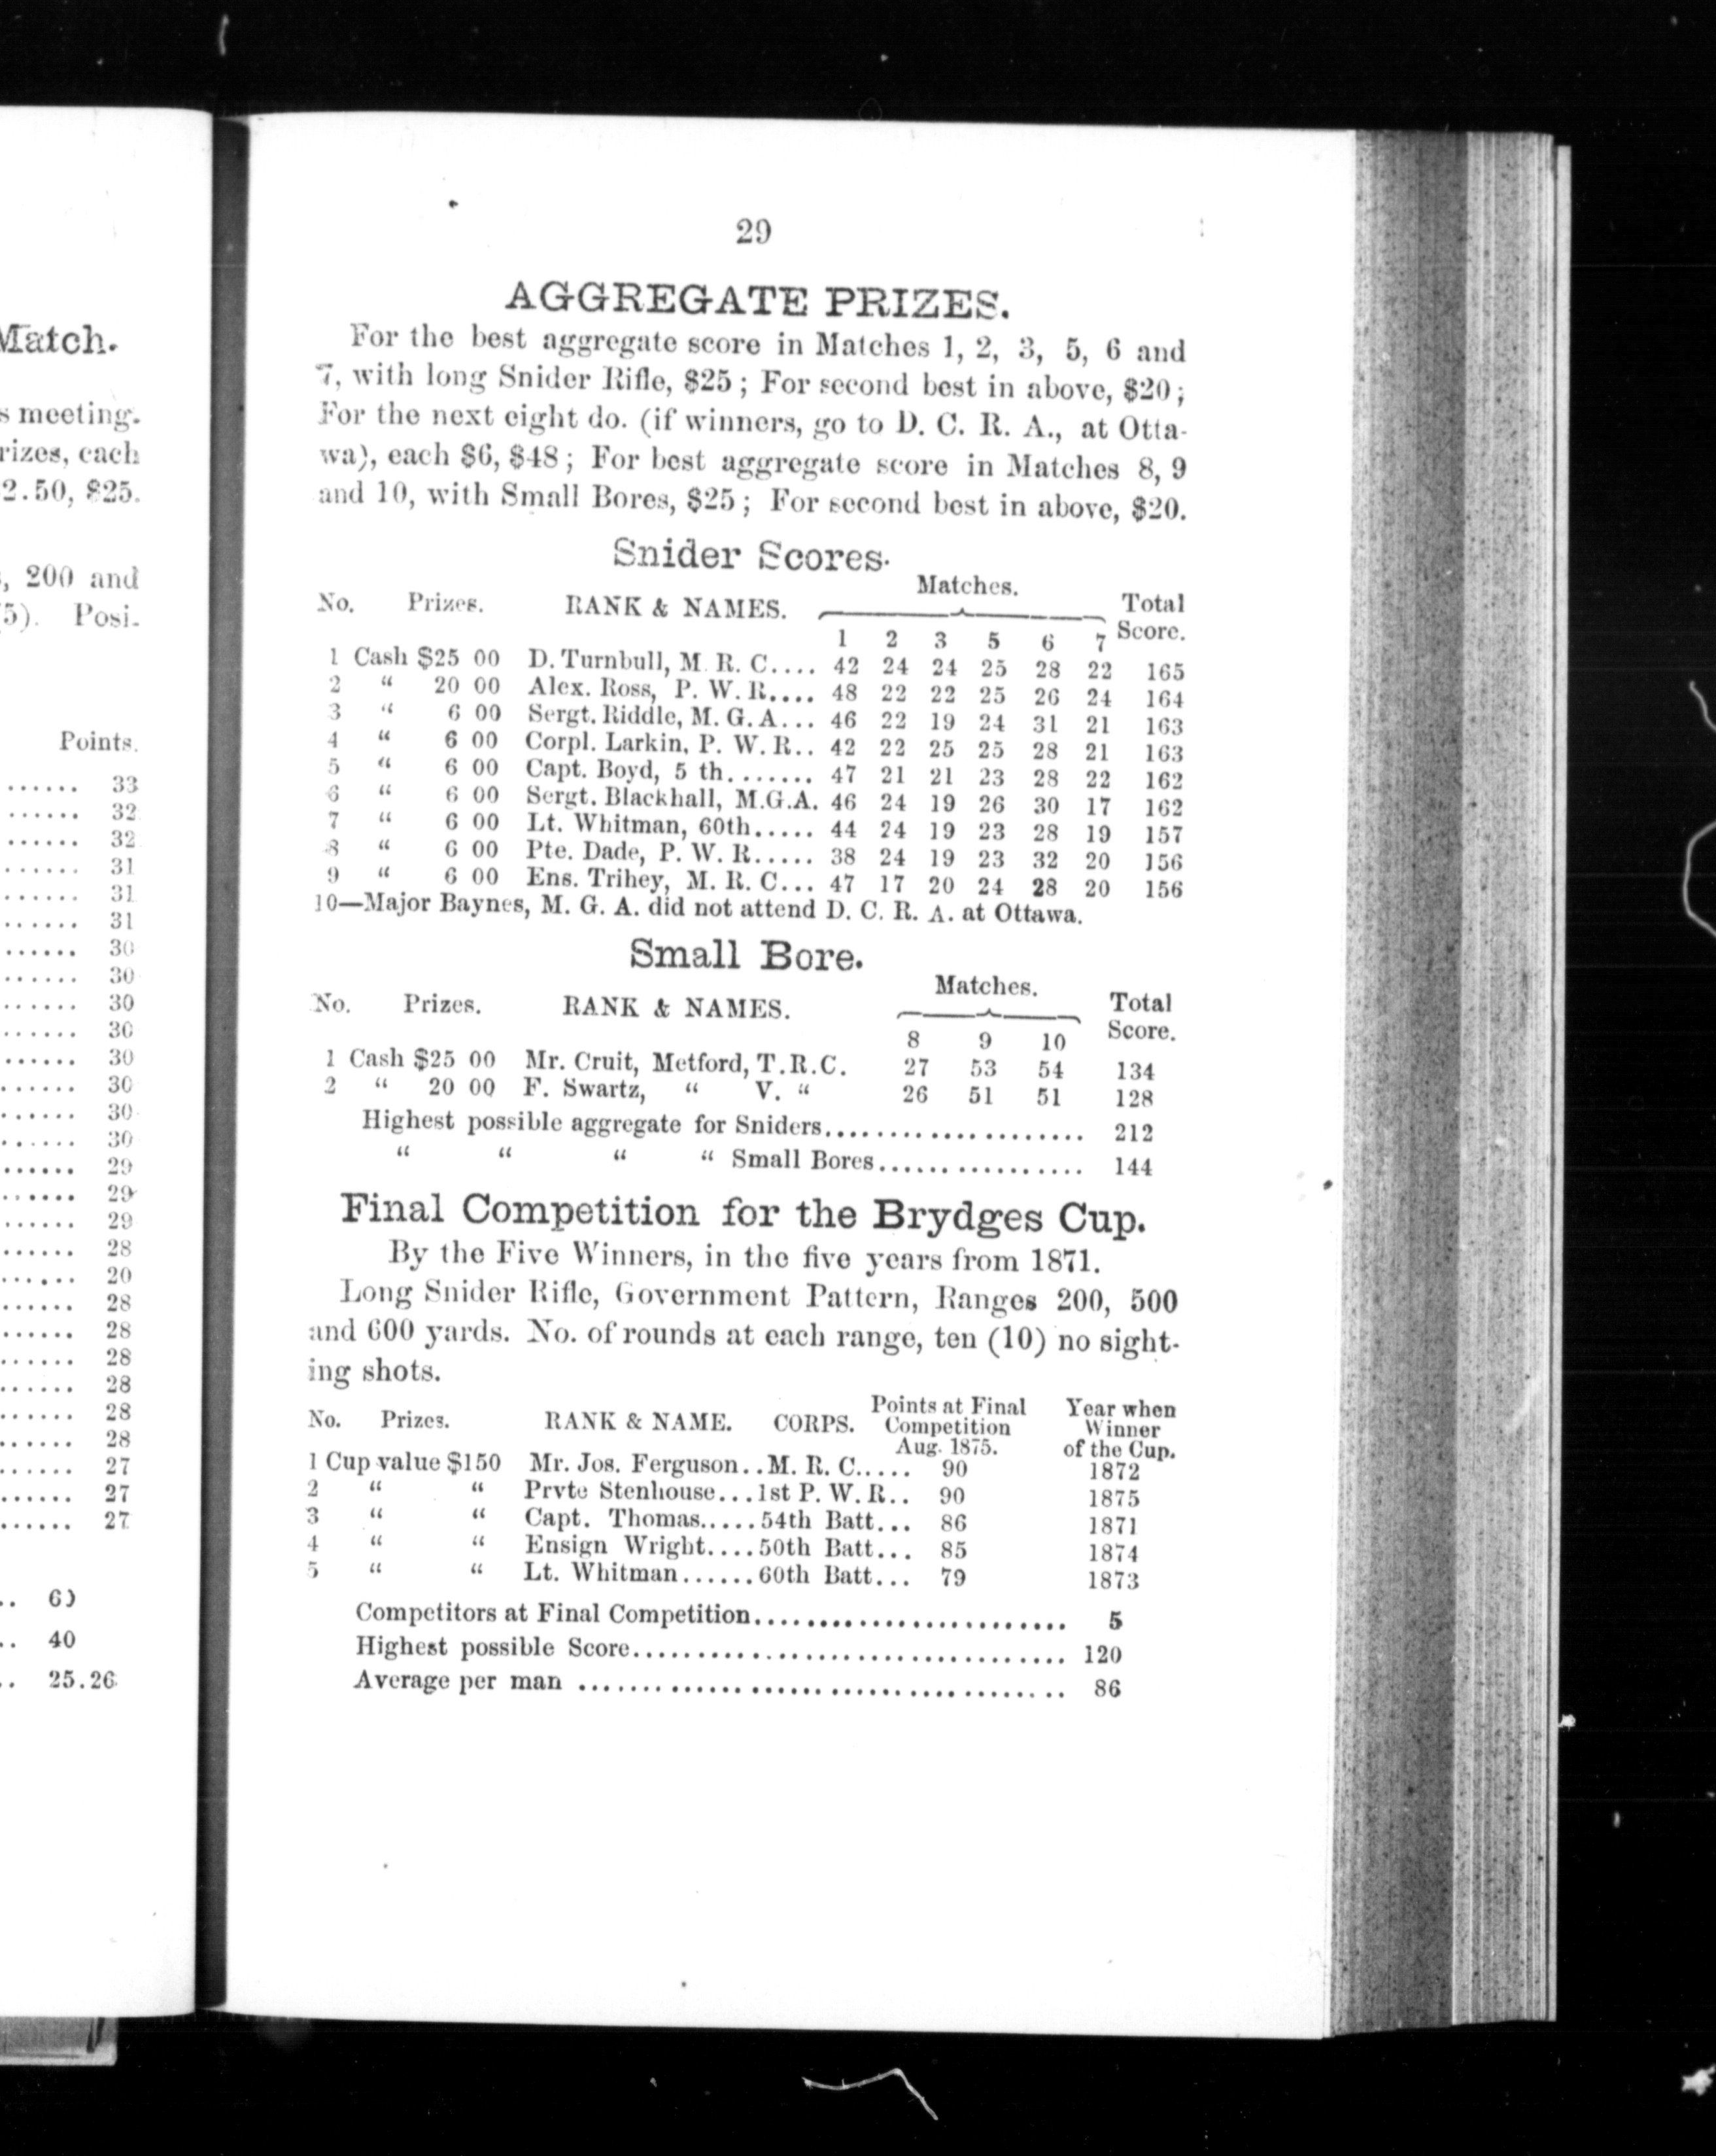 Match.
s meeting.
rizes, each
2.50, $25.
, 200 and
5). Posi-
Points.
...... 33
...... 32
...... 32
...... 31
...... 31
...... 31
...... 30
...... 30
...... 30
...... 30
...... 30
...... 30
...... 30
...... 30
...... 29
...... 29
...... 29
...... 28
...... 20
...... 28
...... 28
...... 28
...... 28
...... 28
...... 28
...... 27
...... 27
...... 27
.. 40
.. 25.26
29
AGGREGATE PRIZES.
For the best aggregate score in Matches 1, 2, 3, 5, 6 and
7, with long Snider Rifle, $25 ; For second best in above, $20 ;
For the next eight do. (if winners, go to D. C. R. A., at Otta-
wa), each $6, $48 ; For best aggregate score in Matches 8, 9
and 10, with Small Bores, $25 ; For second best in above, $20.
Snider Scores.
No. Prizes. RANK & NAMES. Matches. Total Score.
1 2 3 5 6 7
1 Cash $25 00 D. Turnbull, M. R. C.... 42 24 24 25 28 22 165
2 “ 20 00 Alex. Ross, P. W. R.... 48 22 22 25 26 24 164
3 “ 6 00 Sergt. Riddle, M. G. A... 46 22 19 24 31 21 163
4 “ 6 00 Corpl. Larkin, P. W. R.. 42 22 25 25 28 21 163
5 “ 6 00 Capt. Boyd, 5 th....... 47 21 21 23 28 22 162
6 “ 6 00 Sergt. Blackhall, M.G.A. 46 24 19 26 30 17 162
7 “ 6 00 Lt. Whitman, 60th..... 44 24 19 23 28 19 157
8 “ 6 00 Pte. Dade, P. W. R..... 38 24 19 23 32 20 156
9 “ 6 00 Ens. Trihey, M. R. C... 47 17 20 24 28 20 156
10—Major Baynes, M. G. A. did not attend D. C. R. A. at Ottawa.
Small Bore.
No. Prizes. RANK & NAMES. Matches. Total Score.
8 9 10
1 Cash $25 00 Mr. Cruit, Metford, T. R. C. 27 53 54 134
2 “ 20 00 F. Swartz, “ V. “ 26 51 51 128
Highest possible aggregate for Sniders.................... 212
“ “ “ “ Small Bores................ 144
Final Competition for the Brydges Cup.
By the Five Winners, in the five years from 1871.
Long Snider Rifle, Government Pattern, Ranges 200, 500
and 600 yards. No. of rounds at each range, ten (10) no sight-
ing shots.
No. Prizes. RANK & NAME. CORPS. Points at Final Competition Aug. 1875. Year when Winner of the Cup.
1 Cup value $150 Mr. Jos. Ferguson..M. R. C..... 90 1872
2 “ “ Prvte Stenhouse...1st P. W. R.. 90 1875
3 “ “ Capt. Thomas.....54th Batt... 86 1871
4 “ “ Ensign Wright....50th Batt... 85 1874
5 “ “ Lt. Whitman......60th Batt... 79 1873
Competitors at Final Competition........................ 5
Highest possible Score................................. 120
Average per man ..................................... 86